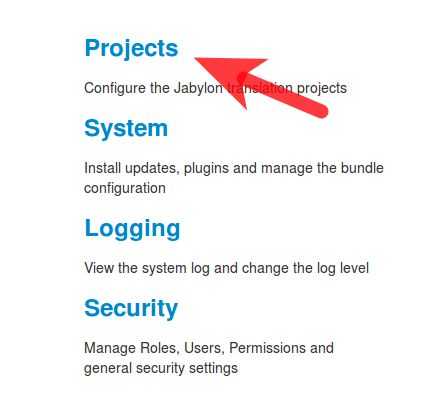 Projects
Configure the Jabylon translation projects
System
Install updates, plugins and manage the bundle
configuration
Logging
View the system log and change the log level
Security
Manage Roles, Users, Permissions and
general security settings